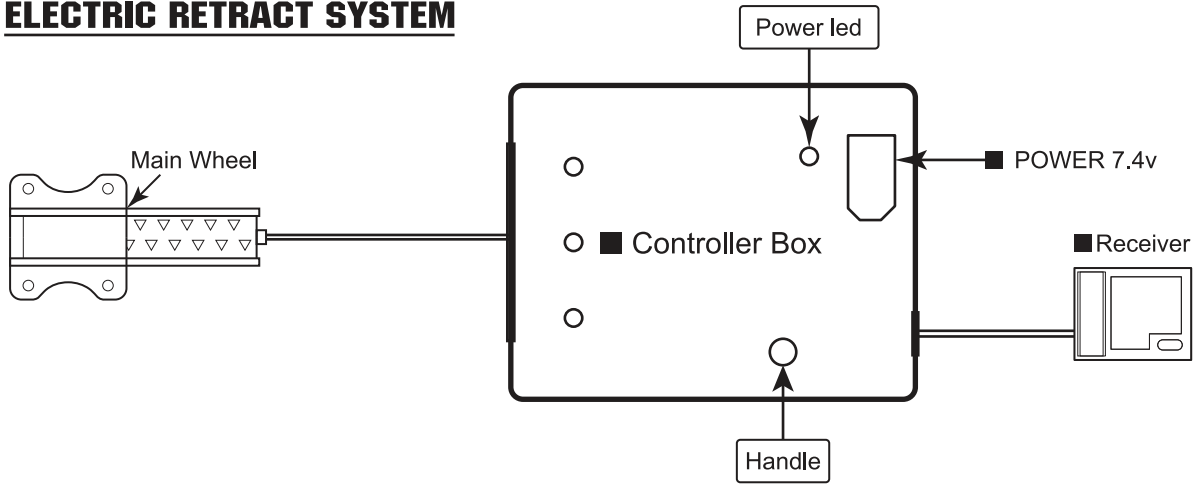 ELECTRIC RETRACT SYSTEM
Power led
Main Wheel
■ POWER 7.4v
■ Controller Box
■ Receiver
Handle